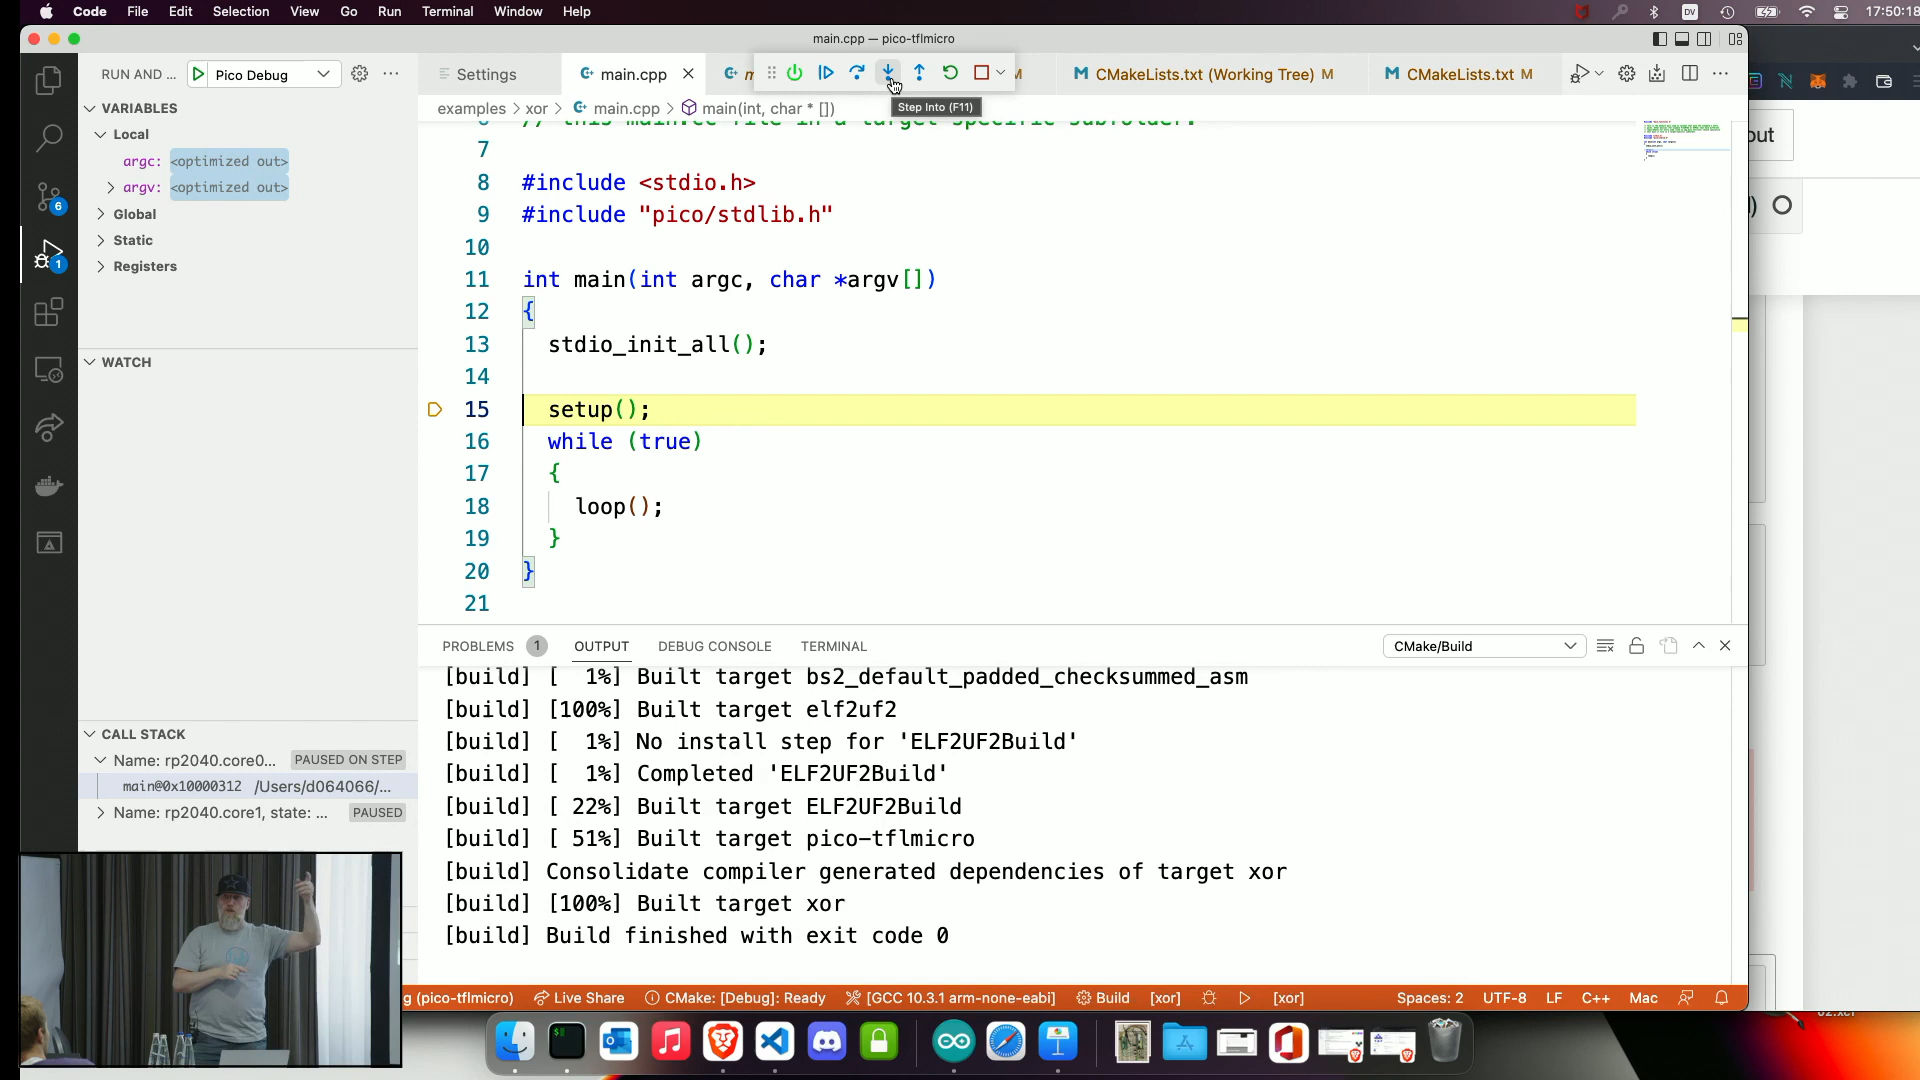 Code File Edit Selection View Go Run Terminal Window Help
DV 17:50:18
main.cpp — pico-tflmicro
RUN AND ... Pico Debug
Settings main.cpp CMakeLists.txt (Working Tree) M CMakeLists.txt M
examples > xor > main.cpp > main(int, char * [])
Step Into (F11)
VARIABLES
Local
argc: <optimized out>
argv: <optimized out>
Global
Static
Registers
WATCH
6
1
7
8 #include <stdio.h>
9 #include "pico/stdlib.h"
10
11 int main(int argc, char *argv[])
12 {
13 stdio_init_all();
14
15 setup();
16 while (true)
17 {
18 loop();
19 }
20 }
21
out
PROBLEMS 1 OUTPUT DEBUG CONSOLE TERMINAL CMake/Build
[build] [  1%] Built target bs2_default_padded_checksummed_asm
[build] [100%] Built target elf2uf2
[build] [  1%] No install step for 'ELF2UF2Build'
[build] [  1%] Completed 'ELF2UF2Build'
[build] [ 22%] Built target ELF2UF2Build
[build] [ 51%] Built target pico-tflmicro
[build] Consolidate compiler generated dependencies of target xor
[build] [100%] Built target xor
[build] Build finished with exit code 0
CALL STACK
Name: rp2040.core0... PAUSED ON STEP
main@0x10000312 /Users/d064066/...
Name: rp2040.core1, state: ... PAUSED
g (pico-tflmicro) Live Share CMake: [Debug]: Ready [GCC 10.3.1 arm-none-eabi] Build [xor] [xor] Spaces: 2 UTF-8 LF C++ Mac